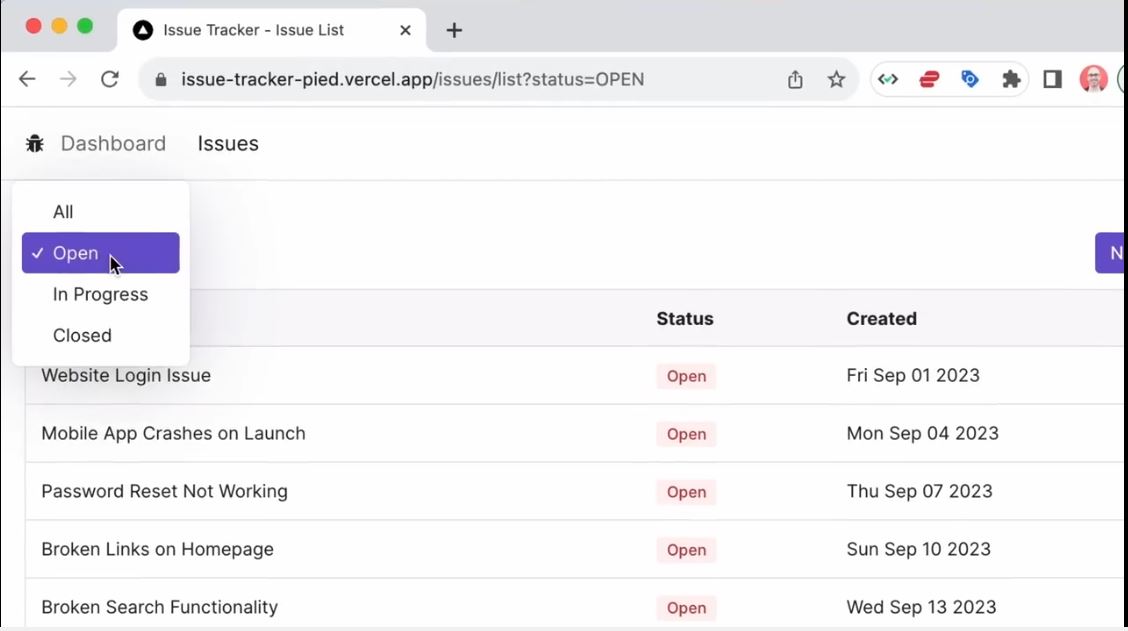 Issue Tracker - Issue List
issue-tracker-pied.vercel.app/issues/list?status=OPEN
Dashboard Issues
All
Open
In Progress
Closed
N
Status Created
Website Login Issue Open Fri Sep 01 2023
Mobile App Crashes on Launch Open Mon Sep 04 2023
Password Reset Not Working Open Thu Sep 07 2023
Broken Links on Homepage Open Sun Sep 10 2023
Broken Search Functionality Open Wed Sep 13 2023